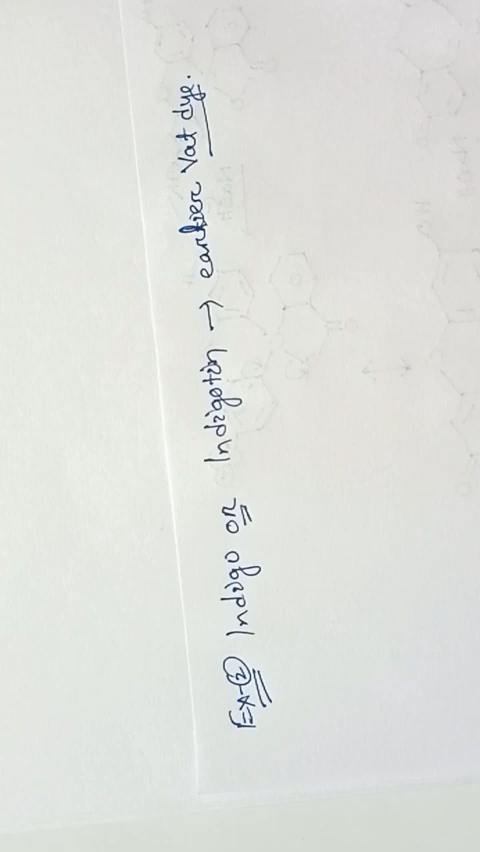 Ex-② Indigo or Indigotin → earlier Vat dye.